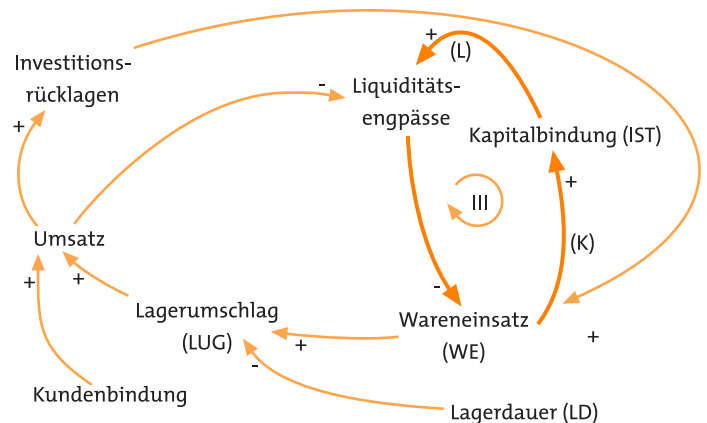 Investitions-
rücklagen
+
-
Liquiditäts-
engpässe
+
(L)
Kapitalbindung (IST)
+
III
(K)
Umsatz
+
+
Lagerumschlag
(LUG)
+
-
-
Wareneinsatz
(WE)
+
Kundenbindung
Lagerdauer (LD)